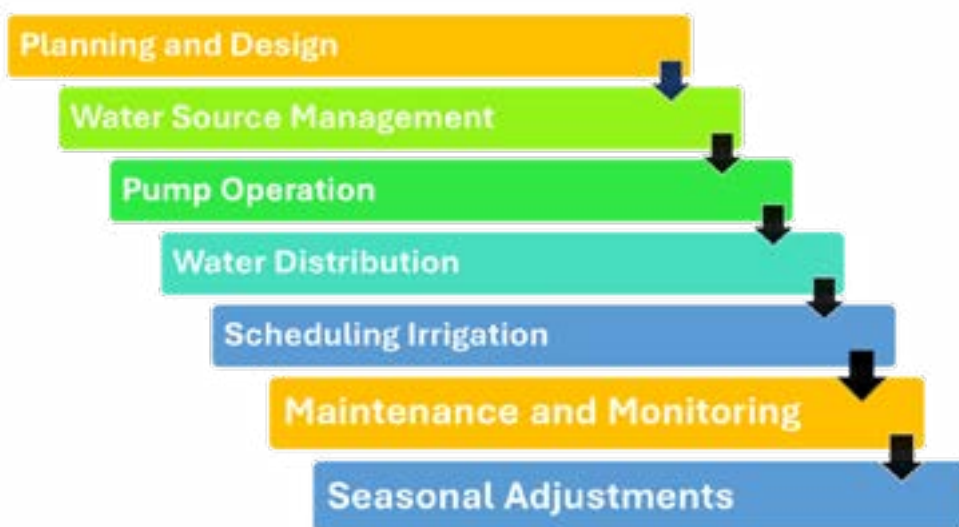 Planning and Design
Water Source Management
Pump Operation
Water Distribution
Scheduling Irrigation
Maintenance and Monitoring
Seasonal Adjustments